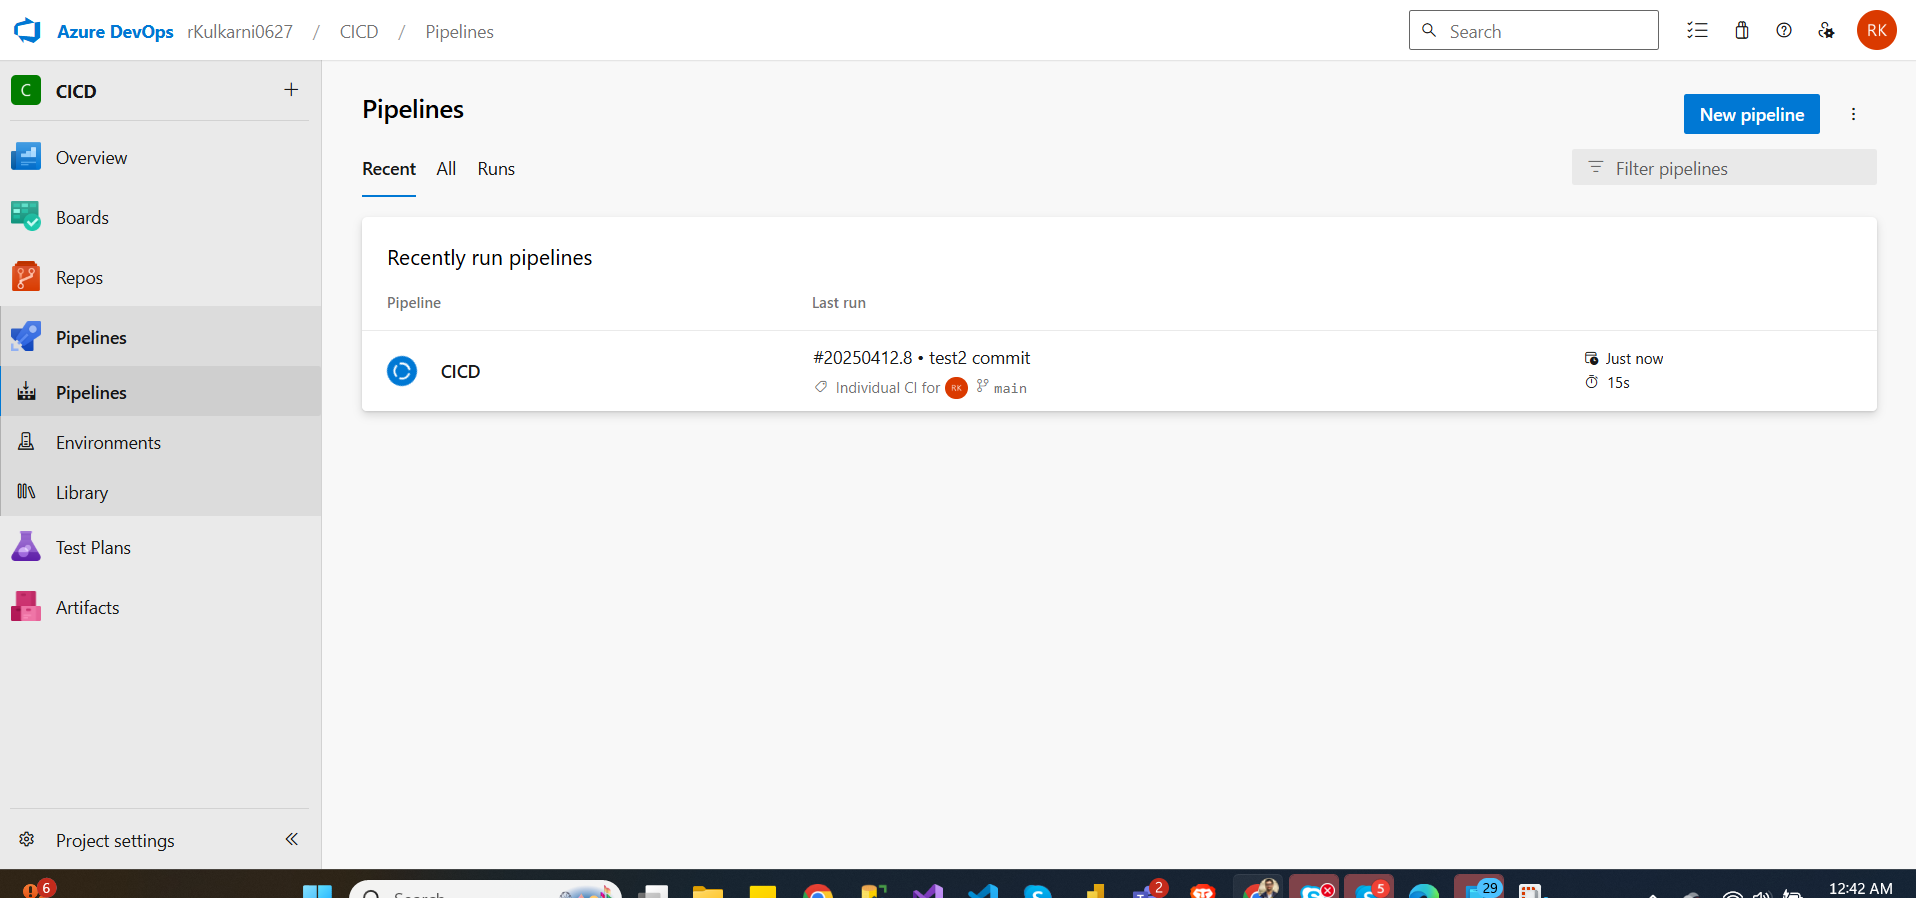 Azure DevOps rKulkarni0627 / CICD / Pipelines
Search
RK
C CICD
Overview
Boards
Repos
Pipelines
Pipelines
Environments
Library
Test Plans
Artifacts
Project settings
Pipelines
New pipeline
Recent All Runs
Filter pipelines
Recently run pipelines
Pipeline Last run
CICD
#20250412.8 • test2 commit
Individual CI for RK main
Just now
15s
6
Search
2
5
29
12:42 AM